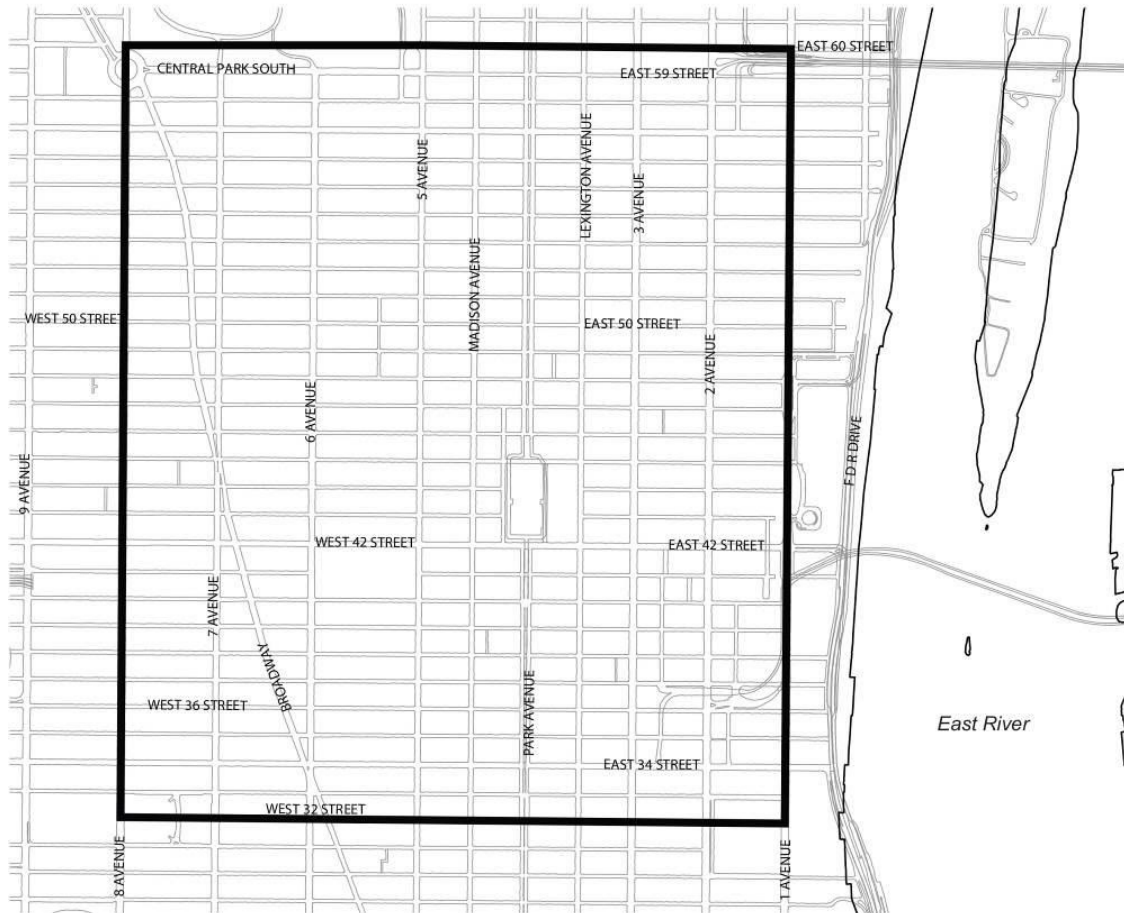 EAST 60 STREET
CENTRAL PARK SOUTH
EAST 59 STREET
5 AVENUE
LEXINGTON AVENUE
3 AVENUE
MADISON AVENUE
WEST 50 STREET
EAST 50 STREET
2 AVENUE
6 AVENUE
F D R DRIVE
9 AVENUE
WEST 42 STREET
EAST 42 STREET
7 AVENUE
BROADWAY
WEST 36 STREET
PARK AVENUE
East River
EAST 34 STREET
WEST 32 STREET
8 AVENUE
1 AVENUE